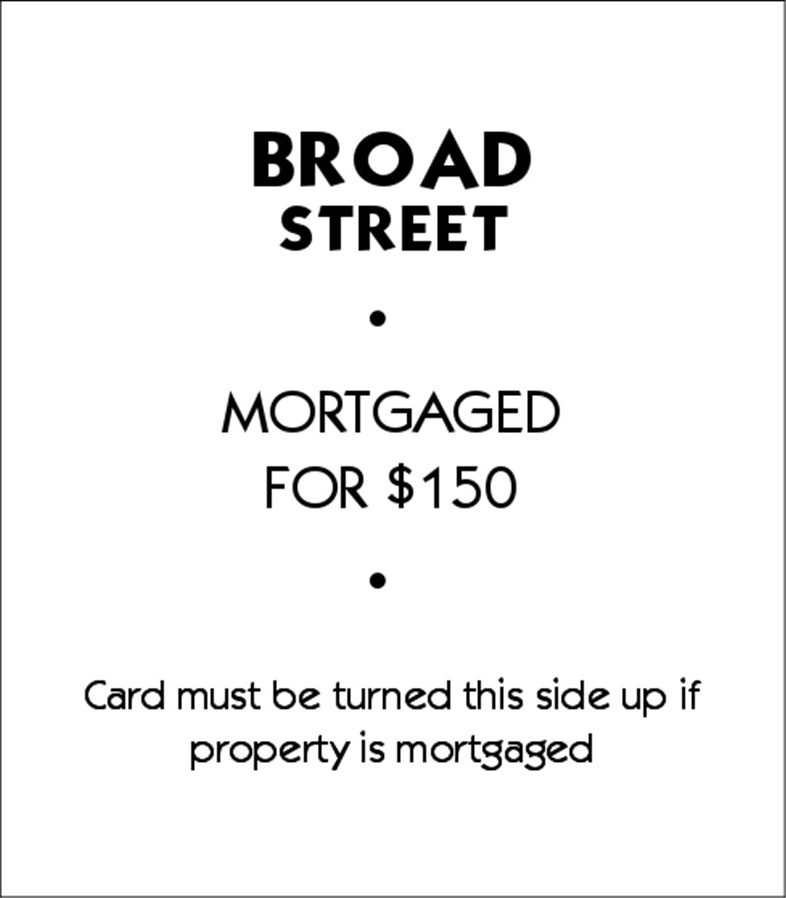 BROAD
STREET
•
MORTGAGED
FOR $150
•
Card must be turned this side up if
property is mortgaged